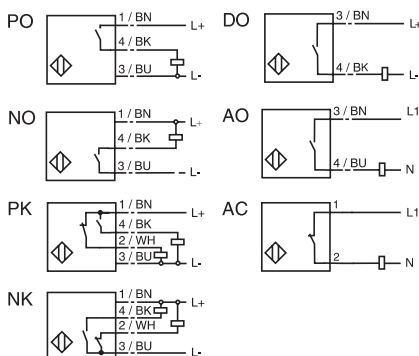 PO
1 / BN
L+
4 / BK
3 / BU
L-
DO
3 / BN
L+
4 / BK
L-
NO
1 / BN
L+
4 / BK
3 / BU
L-
AO
3 / BN
L1
4 / BU
N
PK
1 / BN
L+
4 / BK
2 / WH
3 / BU
L-
AC
1
L1
2
N
NK
1 / BN
L+
4 / BK
2 / WH
3 / BU
L-